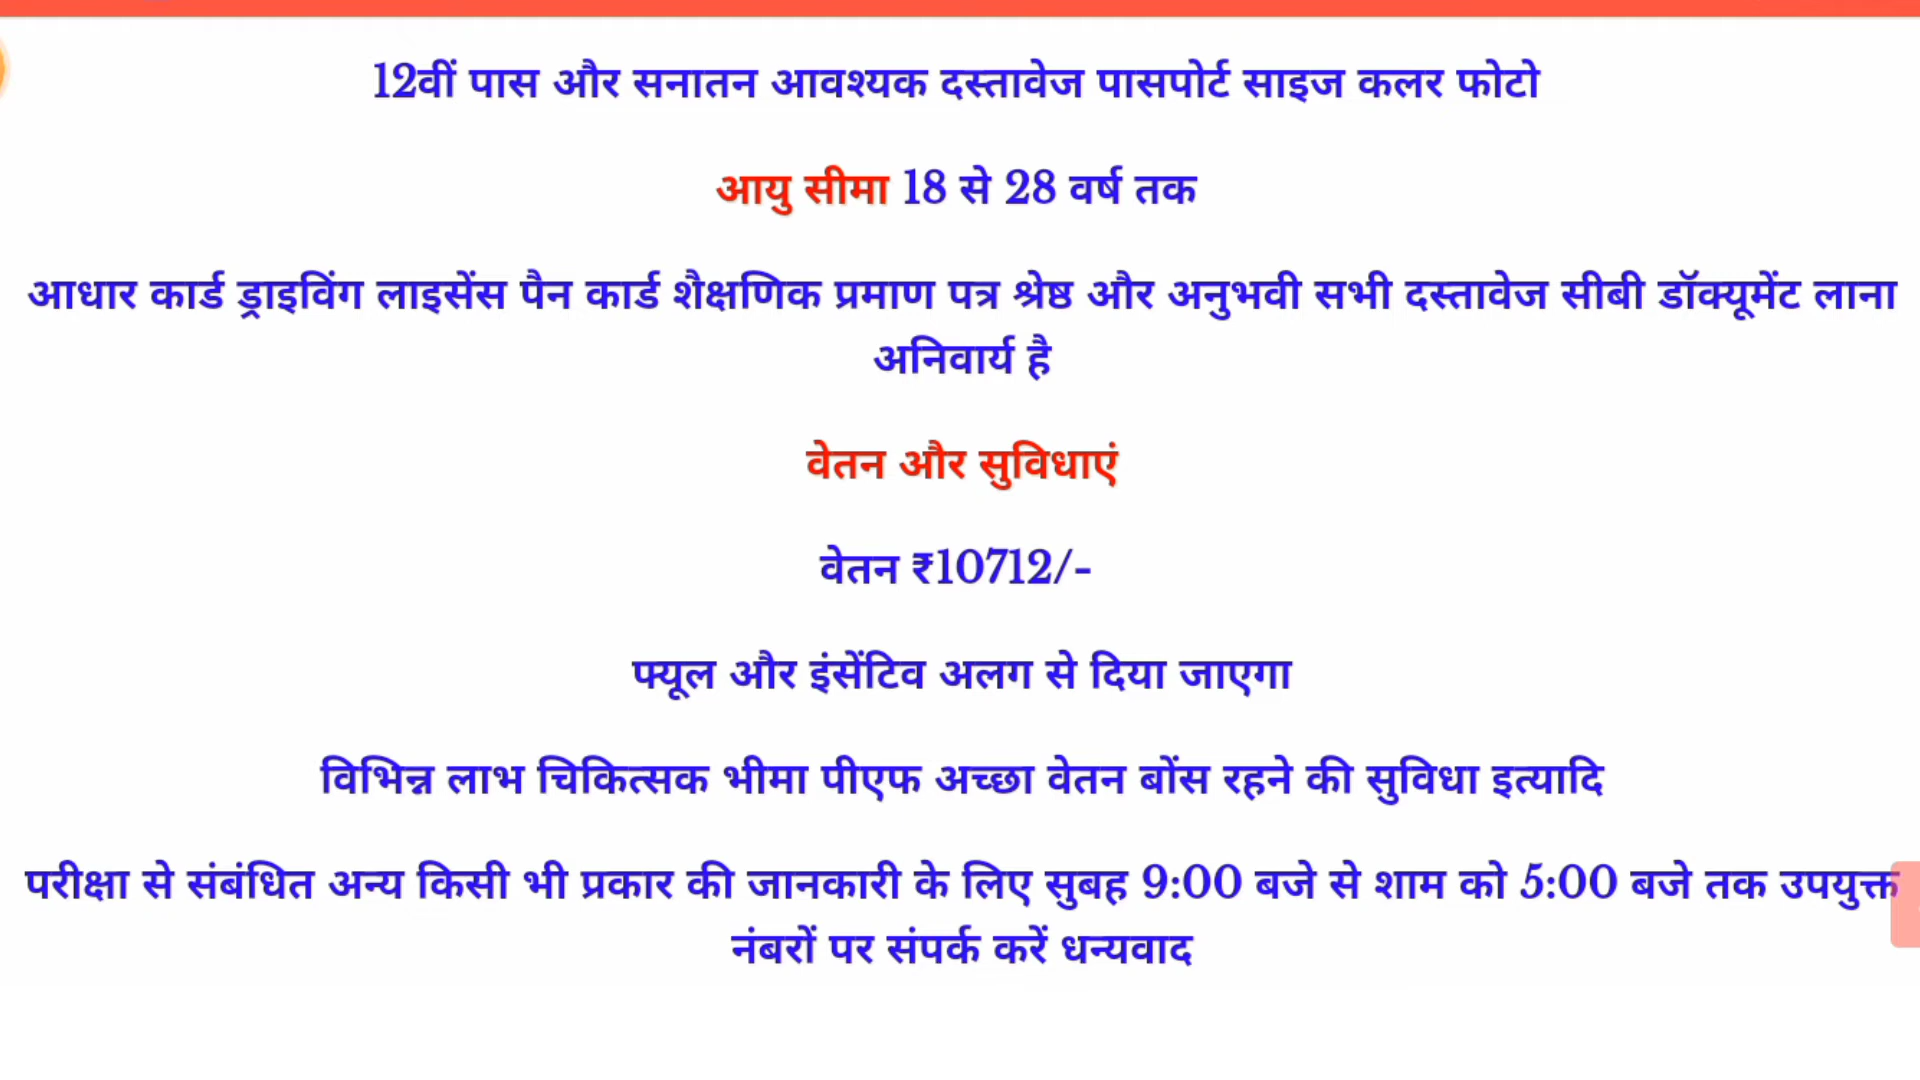 12वीं पास और सनातन आवश्यक दस्तावेज पासपोर्ट साइज कलर फोटो
आयु सीमा 18 से 28 वर्ष तक
आधार कार्ड ड्राइविंग लाइसेंस पैन कार्ड शैक्षणिक प्रमाण पत्र श्रेष्ठ और अनुभवी सभी दस्तावेज सीबी डॉक्यूमेंट लाना
अनिवार्य है
वेतन और सुविधाएं
वेतन ₹10712/-
फ्यूल और इंसेंटिव अलग से दिया जाएगा
विभिन्न लाभ चिकित्सक भीमा पीएफ अच्छा वेतन बोंस रहने की सुविधा इत्यादि
परीक्षा से संबंधित अन्य किसी भी प्रकार की जानकारी के लिए सुबह 9:00 बजे से शाम को 5:00 बजे तक उपयुक्त
नंबरों पर संपर्क करें धन्यवाद